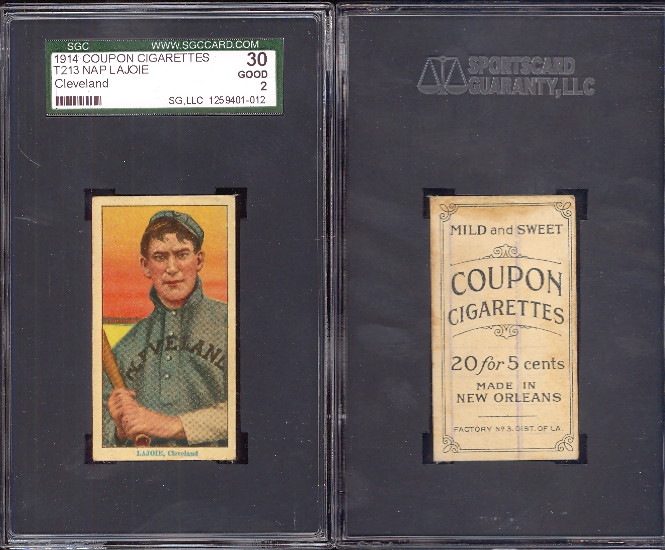 SGC WWW.SGCCARD.COM
1914 COUPON CIGARETTES
T213 NAP LAJOIE
Cleveland
30
GOOD
2
SG,LLC 1259401-012
SPORTSCARD
GUARANTY,LLC
CLEVELAND
LAJOIE, Cleveland
MILD and SWEET
COUPON
CIGARETTES
20 for 5 cents
MADE IN
NEW ORLEANS
FACTORY Nº 3. DIST. OF LA.